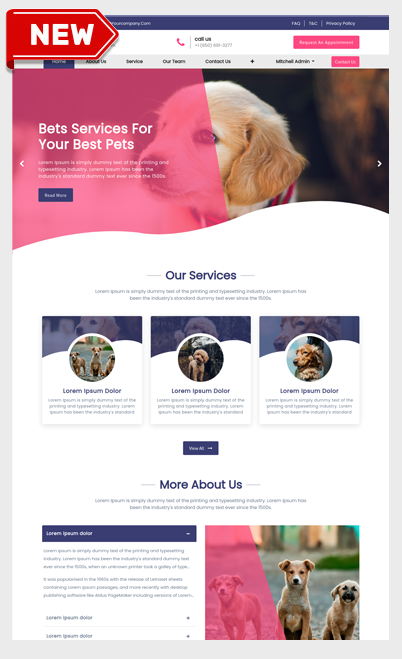 NEW
yourcompany.Com
FAQ T&C Privacy Policy
call us
Request An Appointment
Home About Us Service Our Team Contact Us + Mitchell Admin
Contact Us
Bets Services For
Your Best Pets
Lorem Ipsum is simply dummy text of the printing and
typesetting industry. Lorem Ipsum has been the
industry's standard dummy text ever since the 1500s.
Read More
Our Services
Lorem Ipsum is simply dummy text of the printing and typesetting industry. Lorem Ipsum has
been the industry's standard dummy text ever since the 1500s.
Lorem Ipsum Dolor
Lorem Ipsum is simply dummy text of the
printing and typesetting industry. Lorem
Ipsum has been the industry's standard
Lorem Ipsum Dolor
Lorem Ipsum is simply dummy text of the
printing and typesetting industry. Lorem
Ipsum has been the industry's standard
Lorem Ipsum Dolor
Lorem Ipsum is simply dummy text of the
printing and typesetting industry. Lorem
Ipsum has been the industry's standard
View All
More About Us
Lorem Ipsum is simply dummy text of the printing and typesetting industry. Lorem Ipsum has
been the industry's standard dummy text ever since the 1500s.
Lorem Ipsum dolor −
Lorem Ipsum is simply dummy text of the printing and typesetting
industry. Lorem Ipsum has been the industry's standard dummy text
ever since the 1500s, when an unknown printer took a galley of type...
It was popularised in the 1960s with the release of Letraset sheets
containing Lorem Ipsum passages, and more recently with desktop
publishing software like Aldus PageMaker including versions of Lorem...
Lorem Ipsum dolor +
Lorem Ipsum dolor +